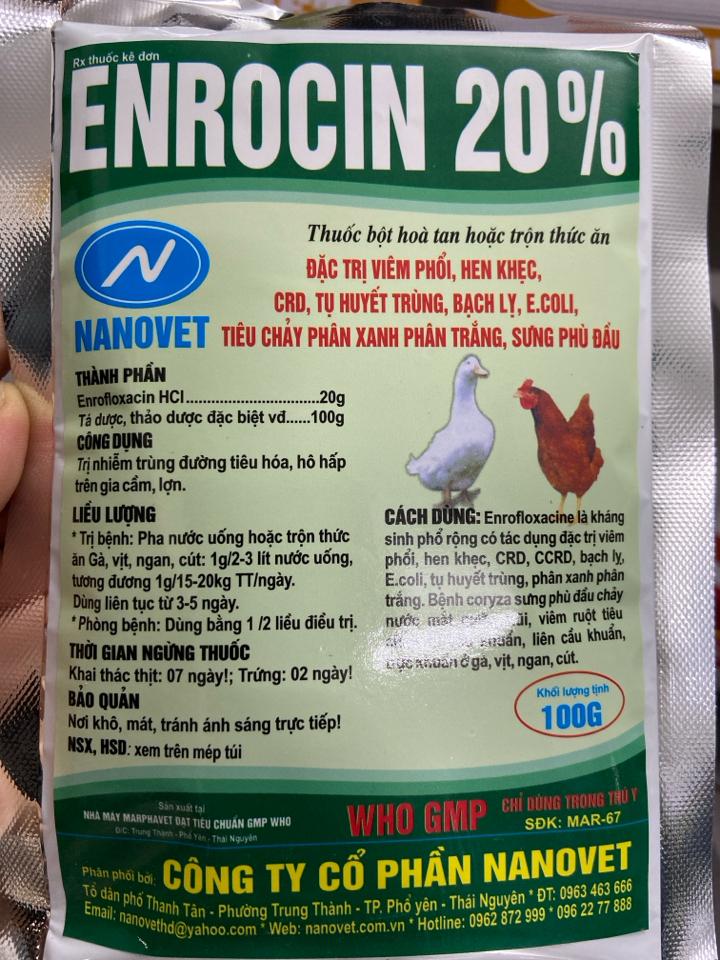 Rx thuốc kê đơn
ENROCIN 20%
N
NANOVET
Thuốc bột hoà tan hoặc trộn thức ăn
ĐẶC TRỊ VIÊM PHỔI, HEN KHẸC,
CRD, TỤ HUYẾT TRÙNG, BẠCH LỴ, E.COLI,
TIÊU CHẢY PHÂN XANH PHÂN TRẮNG, SƯNG PHÙ ĐẦU
THÀNH PHẦN
Enrofloxacin HCl................................20g
Tá dược, thảo dược đặc biệt vđ......100g
CÔNG DỤNG
Trị nhiễm trùng đường tiêu hóa, hô hấp
trên gia cầm, lợn.
LIỀU LƯỢNG
* Trị bệnh: Pha nước uống hoặc trộn thức
ăn Gà, vịt, ngan, cút: 1g/2-3 lít nước uống,
tương đương 1g/15-20kg TT/ngày.
Dùng liên tục từ 3-5 ngày.
* Phòng bệnh: Dùng bằng 1 /2 liều điều trị.
THỜI GIAN NGỪNG THUỐC
Khai thác thịt: 07 ngày!; Trứng: 02 ngày!
BẢO QUẢN
Nơi khô, mát, tránh ánh sáng trực tiếp!
NSX, HSD: xem trên mép túi
CÁCH DÙNG: Enrofloxacine là kháng
sinh phổ rộng có tác dụng đặc trị viêm
phổi, hen khẹc, CRD, CCRD, bạch lỵ,
E.coli, tụ huyết trùng, phân xanh phân
trắng. Bệnh coryza sưng phù đầu chảy
nước mắt mũi, viêm ruột tiêu
khuẩn, liên cầu khuẩn,
trực khuẩn ở gà, vịt, ngan, cút.
Khối lượng tịnh
100G
Sản xuất tại
NHÀ MÁY MARPHAVET ĐẠT TIÊU CHUẨN GMP WHO
Đ/C: Trung Thành - Phổ Yên - Thái Nguyên
WHO GMP
CHỈ DÙNG TRONG THÚ Y
SĐK: MAR-67
Phân phối bởi: CÔNG TY CỔ PHẦN NANOVET
Tổ dân phố Thanh Tân - Phường Trung Thành - TP. Phổ yên - Thái Nguyên * ĐT: 0963 463 666
Email: nanovethd@yahoo.com * Web: nanovet.com.vn * Hotline: 0962 872 999 * 096 22 77 888